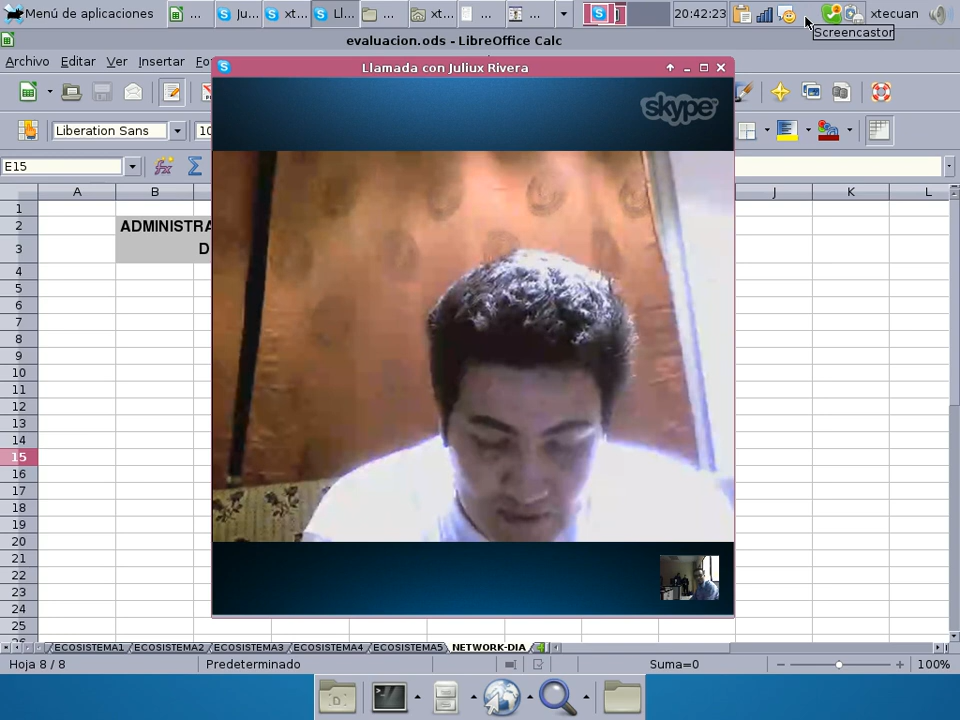 Menú de aplicaciones ... Ju... xt... Ll... ... xt... ... ... 20:42:23 xtecuan
Screencastor
evaluacion.ods - LibreOffice Calc
Archivo Editar Ver Insertar
Llamada con Juliux Rivera
skype
Liberation Sans 10
E15
A B J K L
1
2 ADMINISTRA
3 D
4
5
6
7
8
9
10
11
12
13
14
15
16
17
18
19
20
21
22
23
24
25
ECOSISTEMA1 ECOSISTEMA2 ECOSISTEMA3 ECOSISTEMA4 ECOSISTEMA5 NETWORK-DIA
Hoja 8 / 8 Predeterminado Suma=0 100%